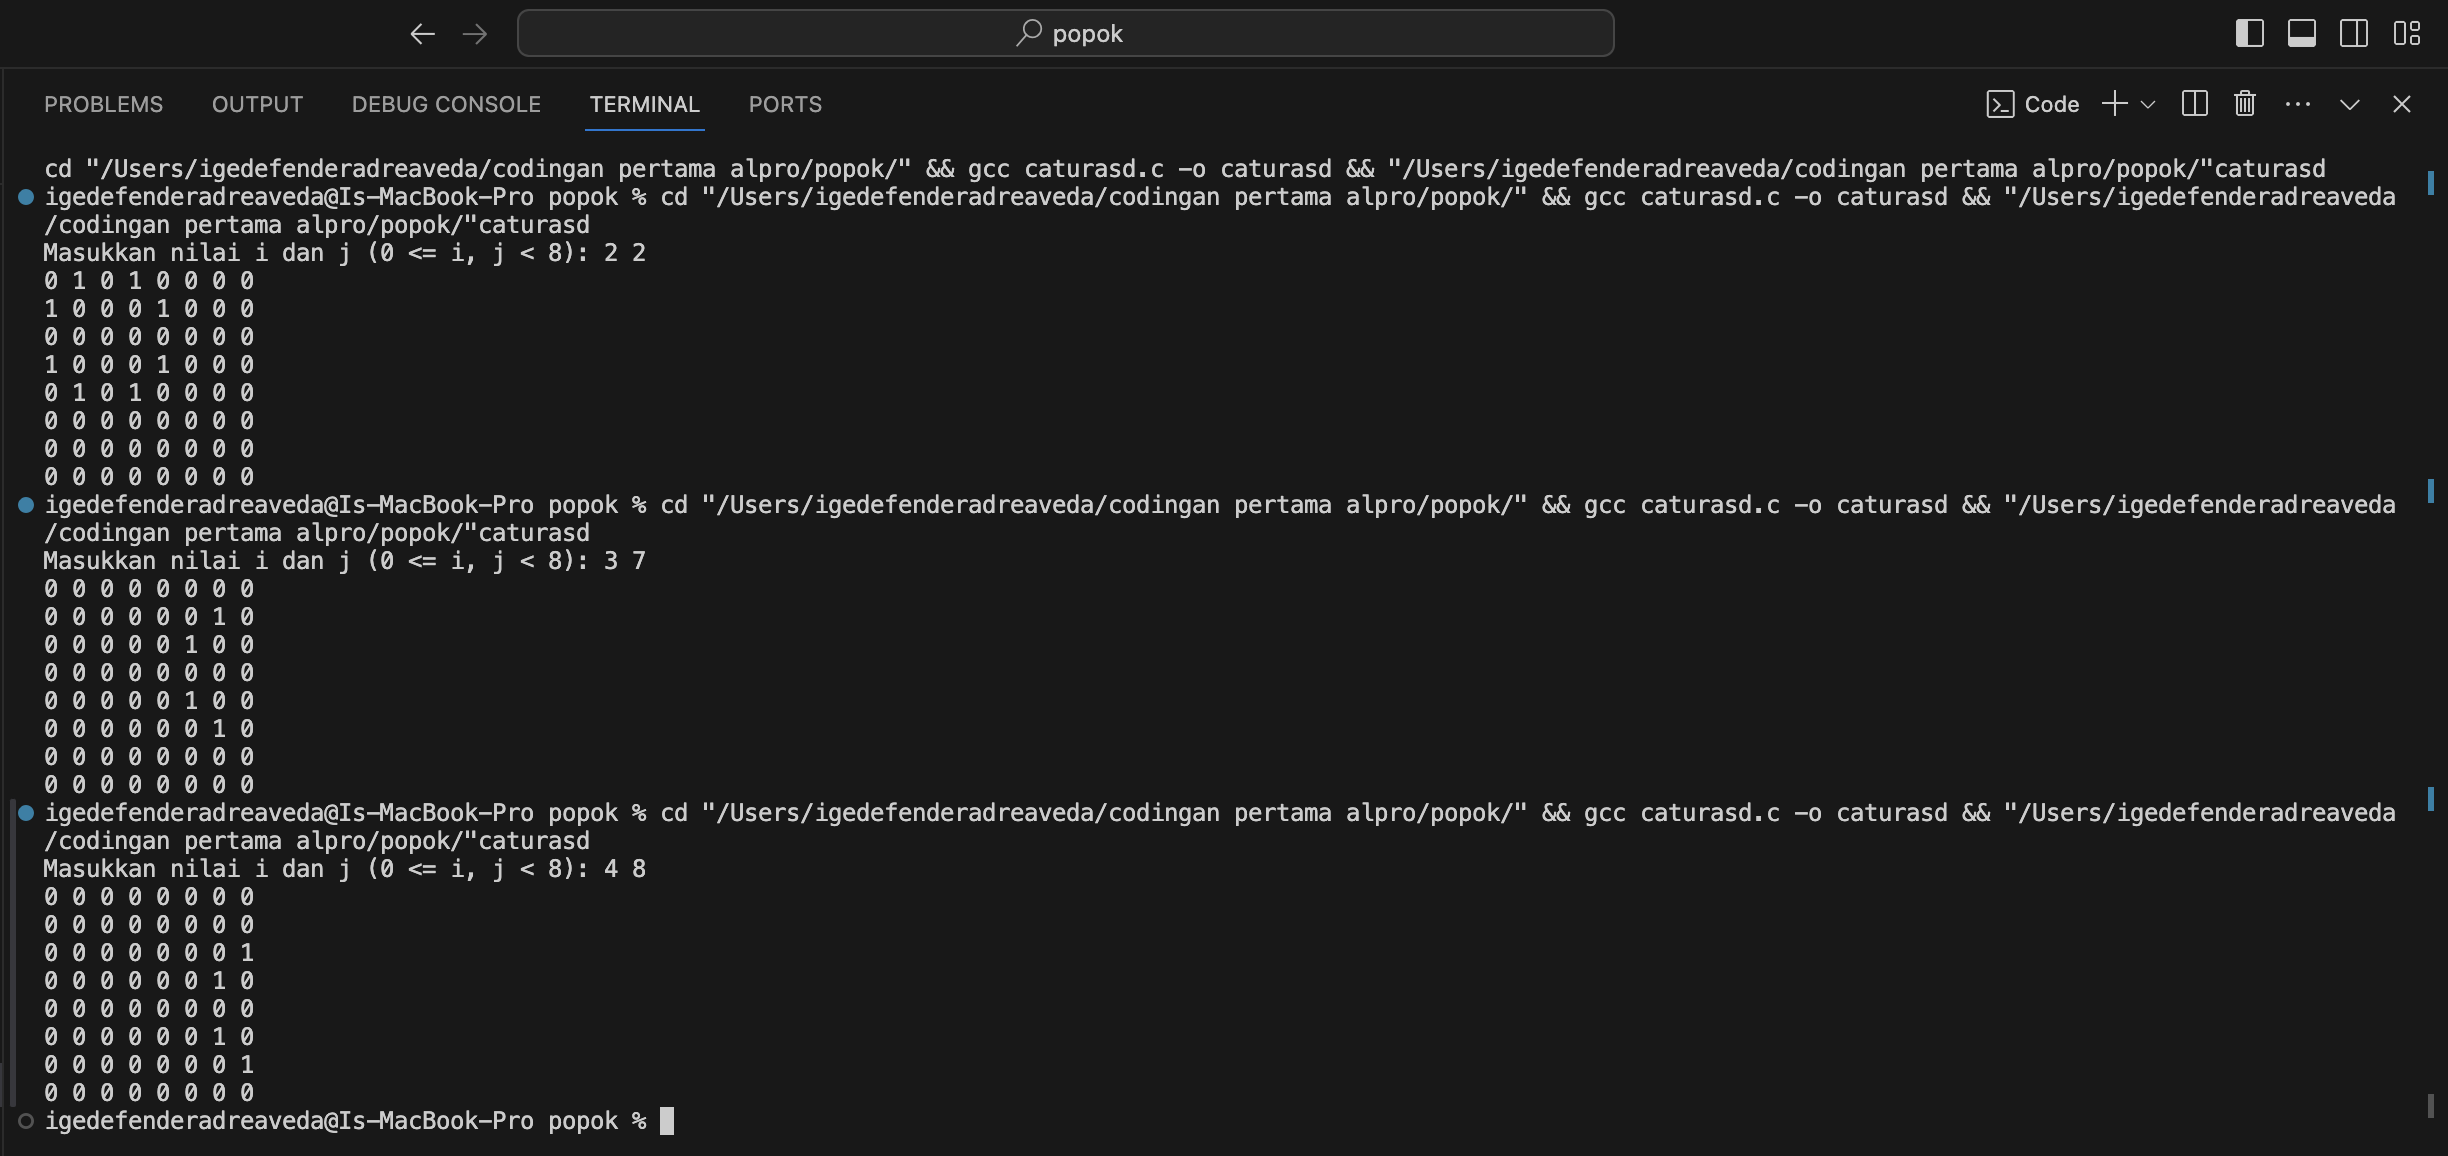 popok
PROBLEMS OUTPUT DEBUG CONSOLE TERMINAL PORTS Code
cd "/Users/igedefenderadreaveda/codingan pertama alpro/popok/" && gcc caturasd.c -o caturasd && "/Users/igedefenderadreaveda/codingan pertama alpro/popok/"caturasd
igedefenderadreaveda@Is-MacBook-Pro popok % cd "/Users/igedefenderadreaveda/codingan pertama alpro/popok/" && gcc caturasd.c -o caturasd && "/Users/igedefenderadreaveda
/codingan pertama alpro/popok/"caturasd
Masukkan nilai i dan j (0 <= i, j < 8): 2 2
0 1 0 1 0 0 0 0
1 0 0 0 1 0 0 0
0 0 0 0 0 0 0 0
1 0 0 0 1 0 0 0
0 1 0 1 0 0 0 0
0 0 0 0 0 0 0 0
0 0 0 0 0 0 0 0
0 0 0 0 0 0 0 0
igedefenderadreaveda@Is-MacBook-Pro popok % cd "/Users/igedefenderadreaveda/codingan pertama alpro/popok/" && gcc caturasd.c -o caturasd && "/Users/igedefenderadreaveda
/codingan pertama alpro/popok/"caturasd
Masukkan nilai i dan j (0 <= i, j < 8): 3 7
0 0 0 0 0 0 0 0
0 0 0 0 0 0 1 0
0 0 0 0 0 1 0 0
0 0 0 0 0 0 0 0
0 0 0 0 0 1 0 0
0 0 0 0 0 0 1 0
0 0 0 0 0 0 0 0
0 0 0 0 0 0 0 0
igedefenderadreaveda@Is-MacBook-Pro popok % cd "/Users/igedefenderadreaveda/codingan pertama alpro/popok/" && gcc caturasd.c -o caturasd && "/Users/igedefenderadreaveda
/codingan pertama alpro/popok/"caturasd
Masukkan nilai i dan j (0 <= i, j < 8): 4 8
0 0 0 0 0 0 0 0
0 0 0 0 0 0 0 0
0 0 0 0 0 0 0 1
0 0 0 0 0 0 1 0
0 0 0 0 0 0 0 0
0 0 0 0 0 0 1 0
0 0 0 0 0 0 0 1
0 0 0 0 0 0 0 0
igedefenderadreaveda@Is-MacBook-Pro popok %